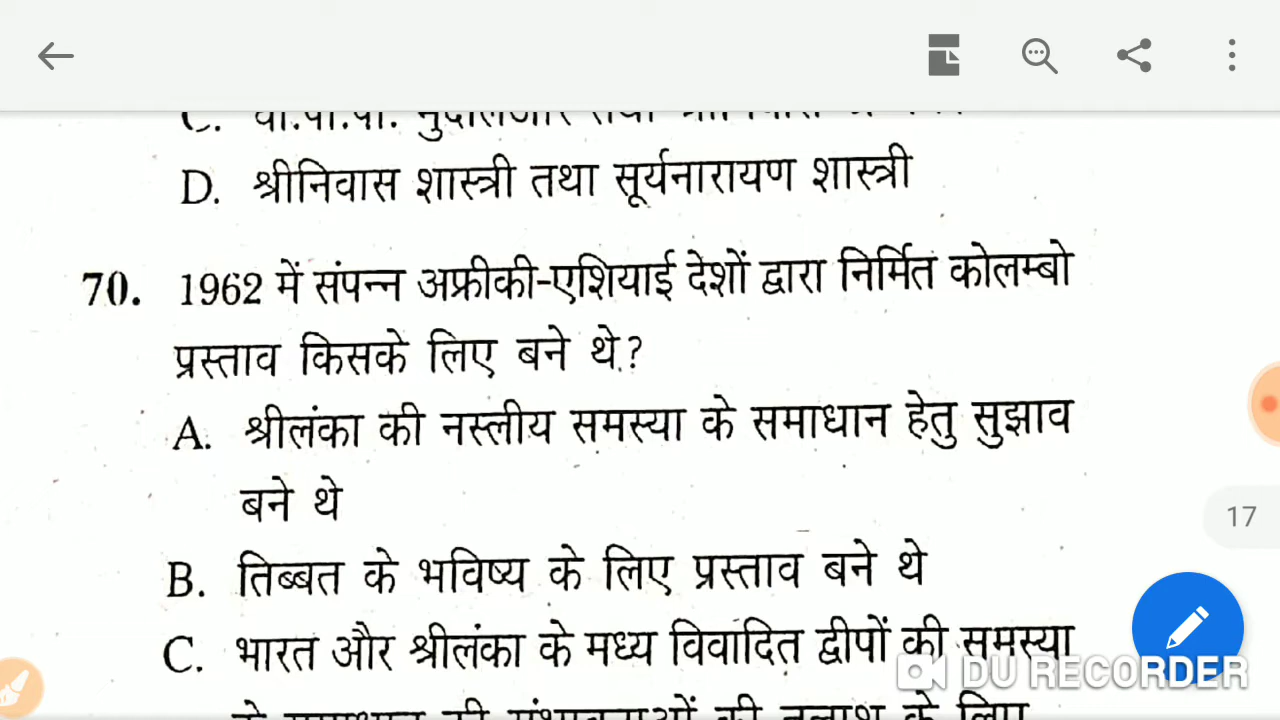 D. श्रीनिवास शास्त्री तथा सूर्यनारायण शास्त्री
70. 1962 में संपन्न अफ्रीकी-एशियाई देशों द्वारा निर्मित कोलम्बो
प्रस्ताव किसके लिए बने थे?
A. श्रीलंका की नस्लीय समस्या के समाधान हेतु सुझाव
बने थे
17
B. तिब्बत के भविष्य के लिए प्रस्ताव बने थे
C. भारत और श्रीलंका के मध्य विवादित द्वीपों की समस्या
DU RECORDER